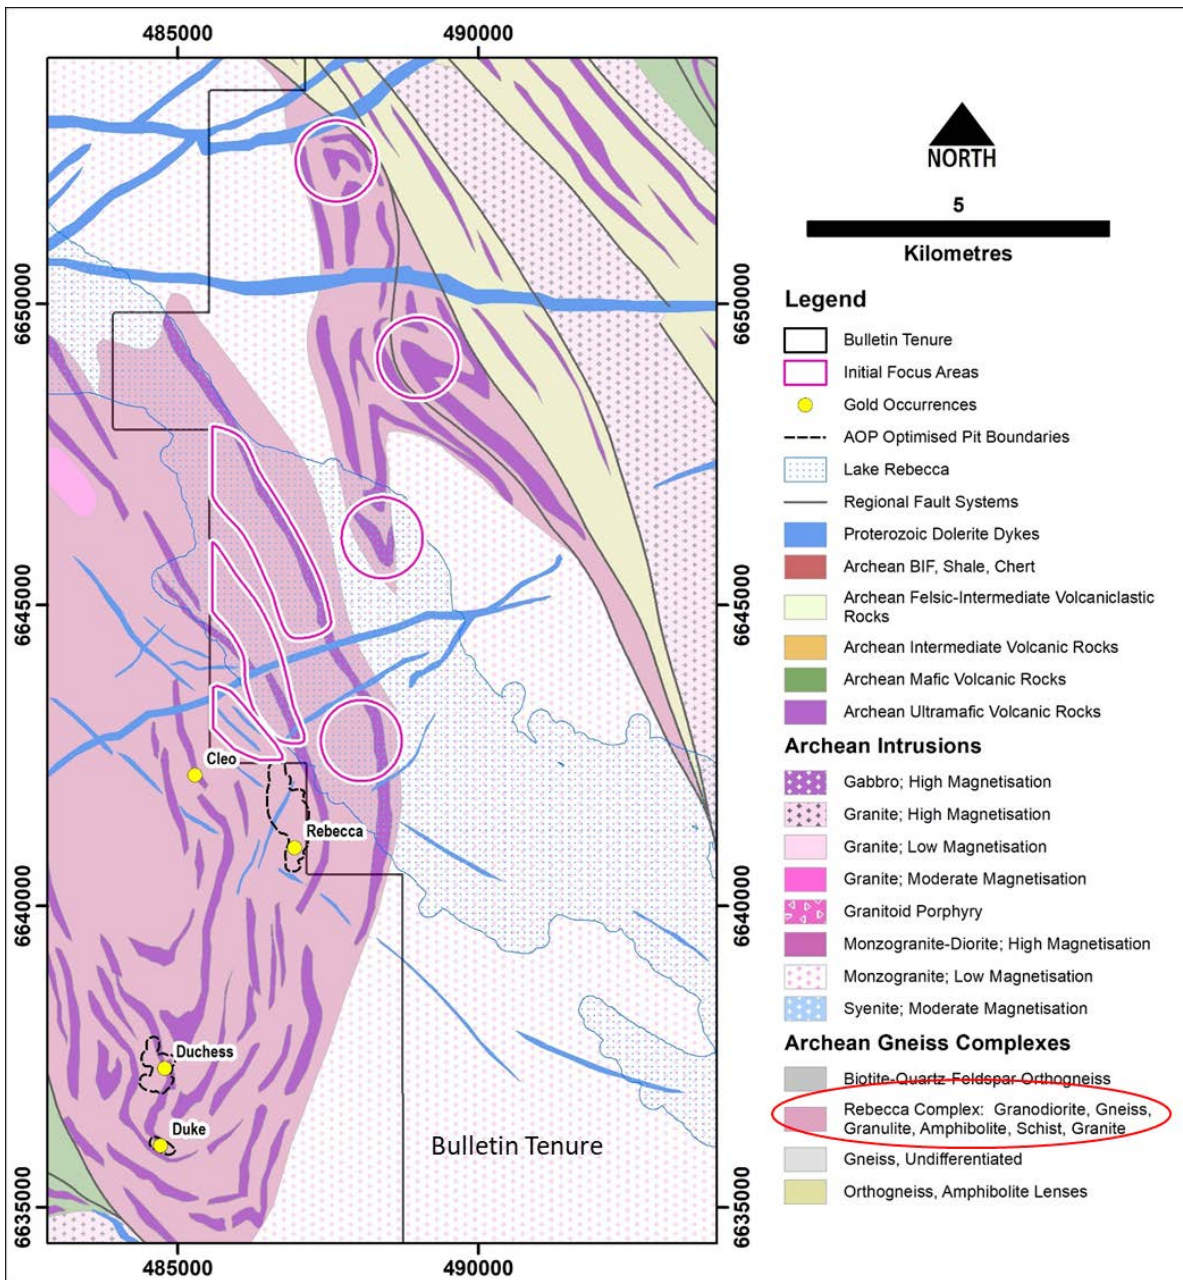 485000
490000
6650000
6650000
6645000
6645000
6640000
6640000
6635000
6635000
Cleo
Rebecca
Duchess
Duke
Bulletin Tenure
485000
490000
NORTH
5
Kilometres
Legend
Bulletin Tenure
Initial Focus Areas
Gold Occurrences
AOP Optimised Pit Boundaries
Lake Rebecca
Regional Fault Systems
Proterozoic Dolerite Dykes
Archean BIF, Shale, Chert
Archean Felsic-Intermediate Volcaniclastic
Rocks
Archean Intermediate Volcanic Rocks
Archean Mafic Volcanic Rocks
Archean Ultramafic Volcanic Rocks
Archean Intrusions
Gabbro; High Magnetisation
Granite; High Magnetisation
Granite; Low Magnetisation
Granite; Moderate Magnetisation
Granitoid Porphyry
Monzogranite-Diorite; High Magnetisation
Monzogranite; Low Magnetisation
Syenite; Moderate Magnetisation
Archean Gneiss Complexes
Biotite-Quartz-Feldspar Orthogneiss
Rebecca Complex: Granodiorite, Gneiss,
Granulite, Amphibolite, Schist, Granite
Gneiss, Undifferentiated
Orthogneiss, Amphibolite Lenses